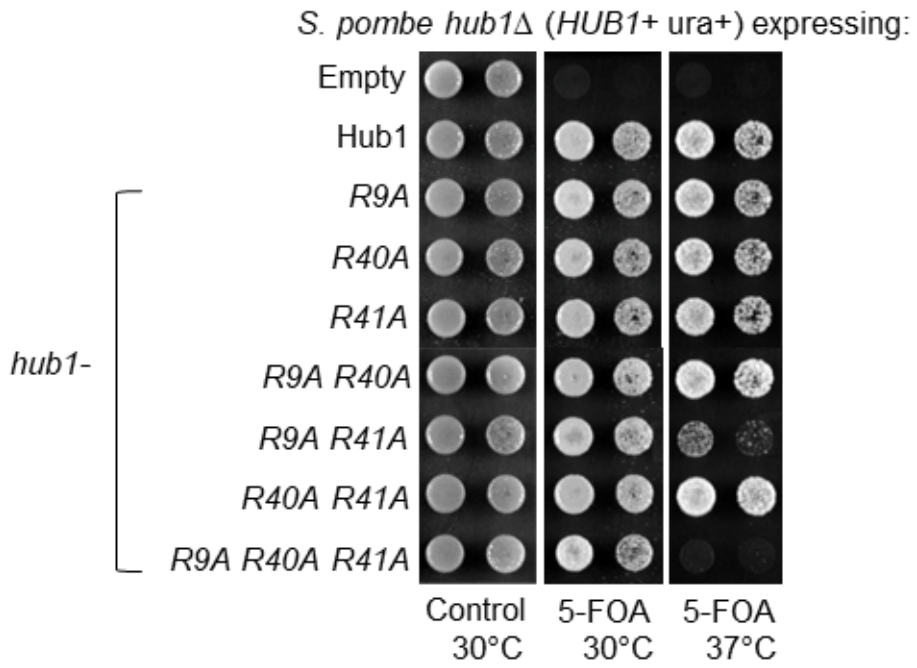 S. pombe hub1Δ (HUB1+ ura+) expressing:
Empty
Hub1
R9A
R40A
R41A
hub1-
R9A R40A
R9A R41A
R40A R41A
R9A R40A R41A
Control 5-FOA 5-FOA
30°C 30°C 37°C